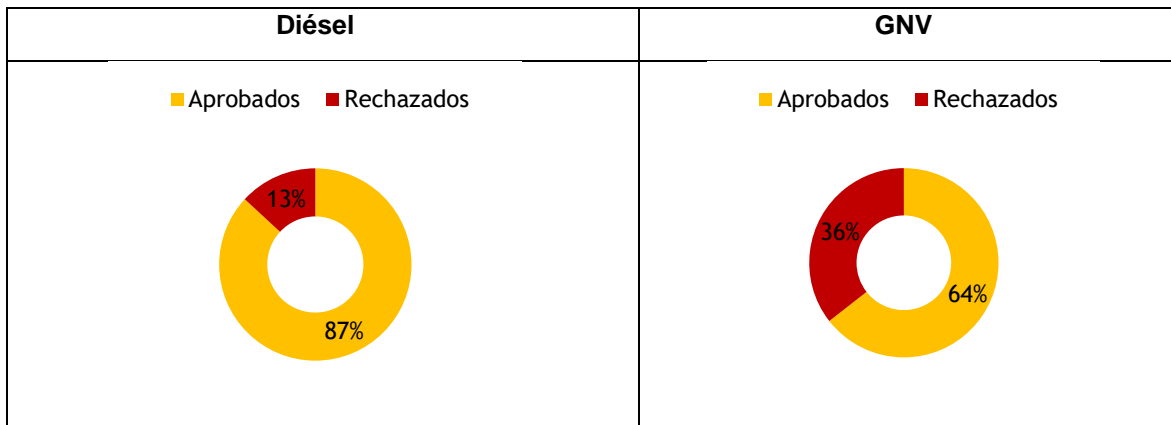 Diésel
GNV
Aprobados Rechazados
13%
87%
Aprobados Rechazados
36%
64%